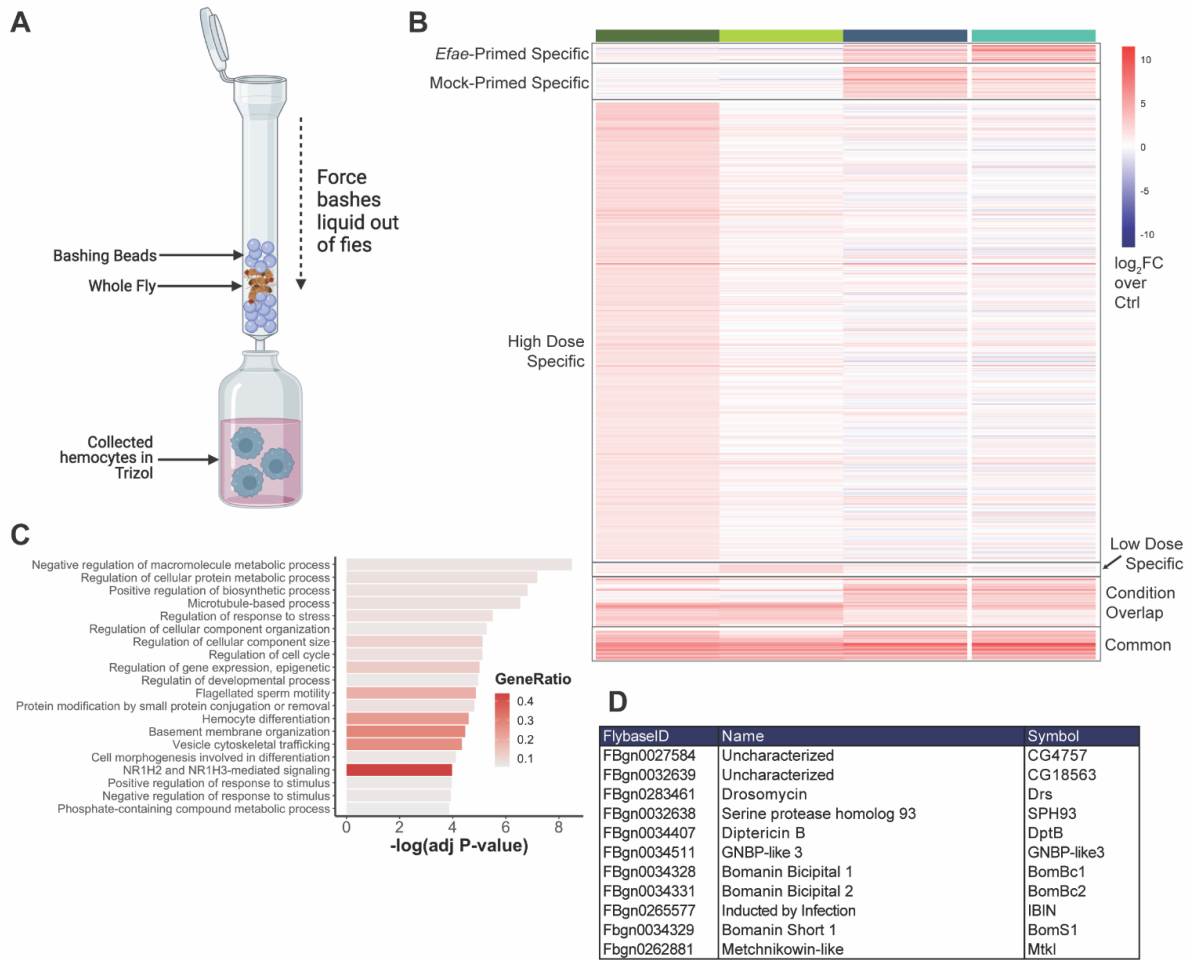 A
Force
bashes
liquid out
of fies
Bashing Beads
Whole Fly
Collected
hemocytes in
Trizol
B
Efae-Primed Specific
Mock-Primed Specific
High Dose
Specific
Low Dose
Specific
Condition
Overlap
Common
10
5
0
-5
-10
log2FC
over
Ctrl
C
Negative regulation of macromolecule metabolic process
Regulation of cellular protein metabolic process
Positive regulation of biosynthetic process
Microtubule-based process
Regulation of response to stress
Regulation of cellular component organization
Regulation of cellular component size
Regulation of cell cycle
Regulation of gene expression, epigenetic
Regulatin of developmental process
Flagellated sperm motility
Protein modification by small protein conjugation or removal
Hemocyte differentiation
Basement membrane organization
Vesicle cytoskeletal trafficking
Cell morphogenesis involved in differentiation
NR1H2 and NR1H3-mediated signaling
Positive regulation of response to stimulus
Negative regulation of response to stimulus
Phosphate-containing compound metabolic process
0 2 4 6 8
-log(adj P-value)
GeneRatio
0.4
0.3
0.2
0.1
D
FlybaseID Name Symbol
FBgn0027584 Uncharacterized CG4757
FBgn0032639 Uncharacterized CG18563
FBgn0283461 Drosomycin Drs
FBgn0032638 Serine protease homolog 93 SPH93
FBgn0034407 Diptericin B DptB
FBgn0034511 GNBP-like 3 GNBP-like3
FBgn0034328 Bomanin Bicipital 1 BomBc1
FBgn0034331 Bomanin Bicipital 2 BomBc2
FBgn0265577 Inducted by Infection IBIN
Fbgn0034329 Bomanin Short 1 BomS1
Fbgn0262881 Metchnikowin-like Mtkl